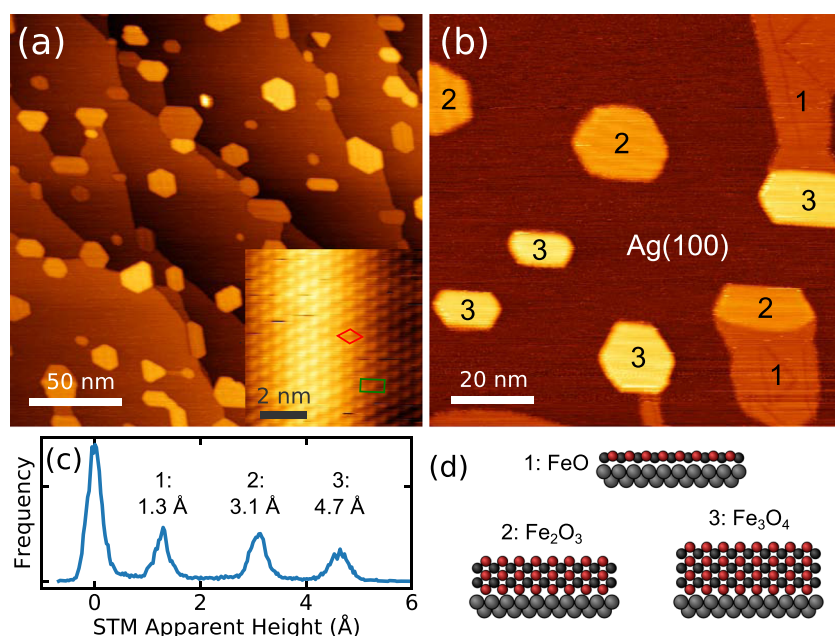 (a)
50 nm
2 nm
(b)
2
1
2
3
3
Ag(100)
3
2
3
1
20 nm
(c)
Frequency
1:
1.3 Å
2:
3.1 Å
3:
4.7 Å
0
2
4
6
STM Apparent Height (Å)
(d)
1: FeO
2: Fe₂O₃
3: Fe₃O₄